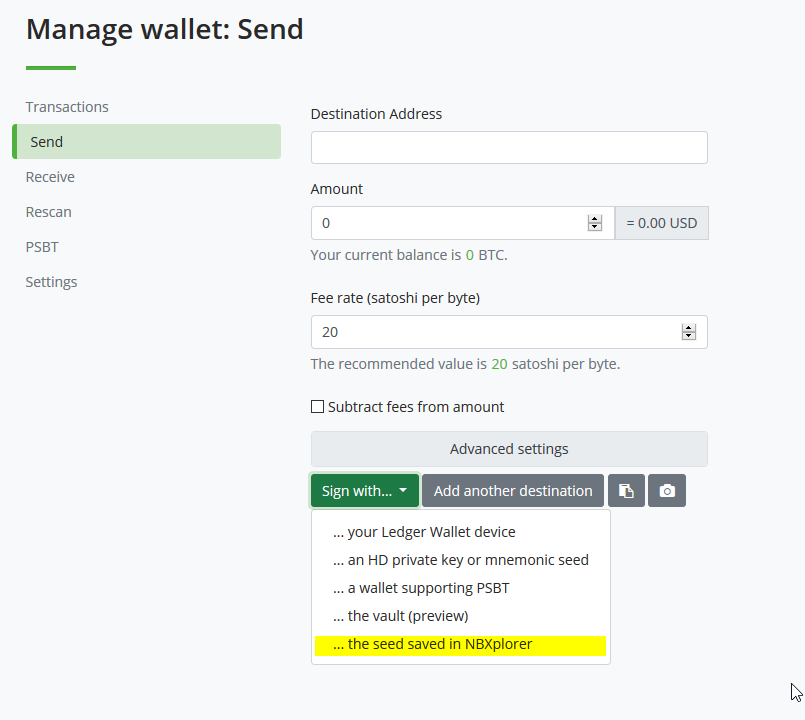 Manage wallet: Send
Transactions
Send
Receive
Rescan
PSBT
Settings
Destination Address
Amount
0
= 0.00 USD
Your current balance is 0 BTC.
Fee rate (satoshi per byte)
20
The recommended value is 20 satoshi per byte.
Subtract fees from amount
Advanced settings
Sign with...
Add another destination
... your Ledger Wallet device
... an HD private key or mnemonic seed
... a wallet supporting PSBT
... the vault (preview)
... the seed saved in NBXplorer